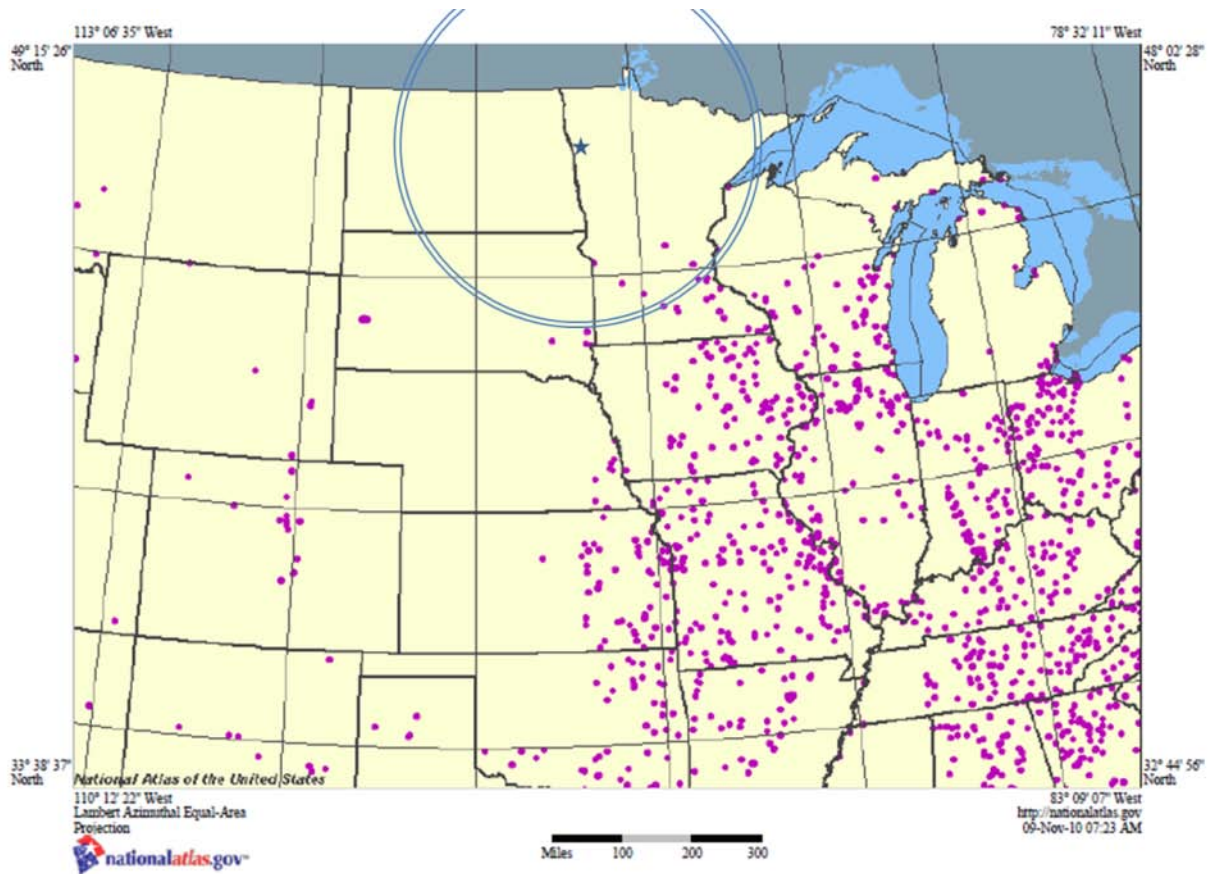 113° 06' 35" West
78° 32' 11" West
49° 15' 26"
North
48° 02' 28"
North
33° 38' 37"
North
National Atlas of the United States
32° 44' 56"
North
110° 12' 22" West
83° 09' 07" West
Lambert Azimuthal Equal-Area
Projection
http://nationalatlas.gov
09-Nov-10 07:23 AM
Miles 100 200 300
nationalatlas.gov™